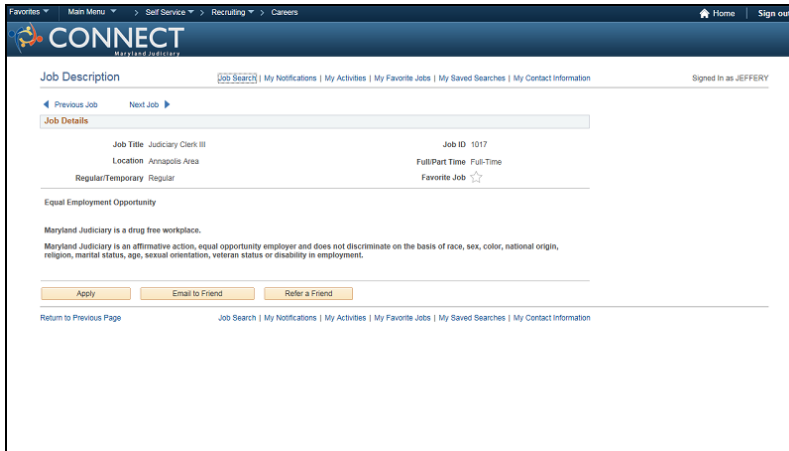 Favorites Main Menu > Self Service > Recruiting > Careers Home Sign out
CONNECT
Maryland Judiciary
Job Description Job Search | My Notifications | My Activities | My Favorite Jobs | My Saved Searches | My Contact Information Signed In as JEFFERY
Previous Job Next Job
Job Details
Job Title Judiciary Clerk III Job ID 1017
Location Annapolis Area Full/Part Time Full-Time
Regular/Temporary Regular Favorite Job
Equal Employment Opportunity
Maryland Judiciary is a drug free workplace.
Maryland Judiciary is an affirmative action, equal opportunity employer and does not discriminate on the basis of race, sex, color, national origin,
religion, marital status, age, sexual orientation, veteran status or disability in employment.
Apply Email to Friend Refer a Friend
Return to Previous Page Job Search | My Notifications | My Activities | My Favorite Jobs | My Saved Searches | My Contact Information